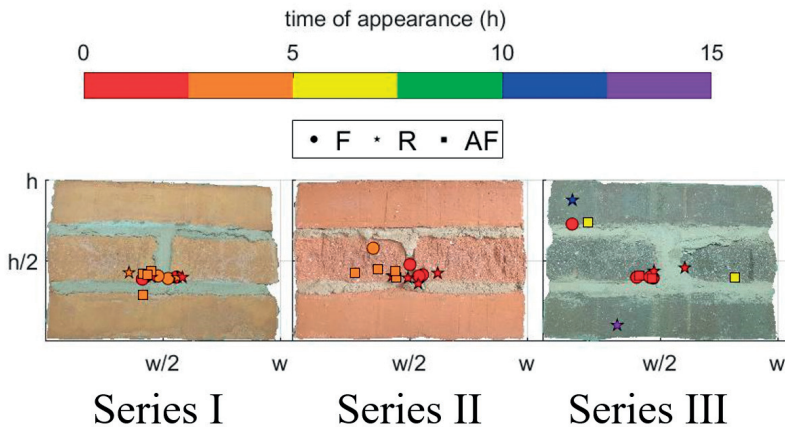 time of appearance (h)
0 5 10 15
F R AF
h
h/2
w/2 w w/2 w w/2 w
Series I Series II Series III